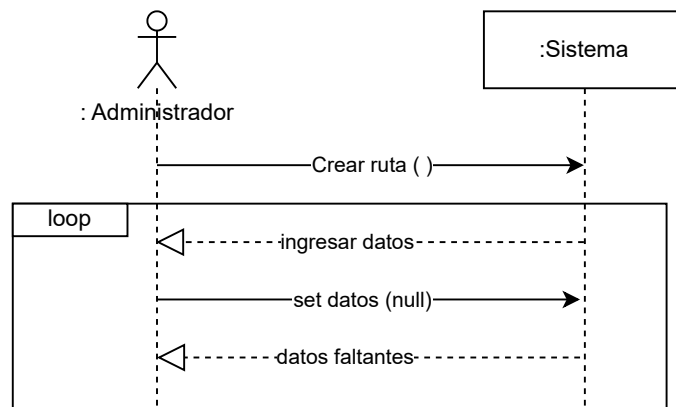 :Sistema
: Administrador
Crear ruta ( )
loop
ingresar datos
set datos (null)
datos faltantes